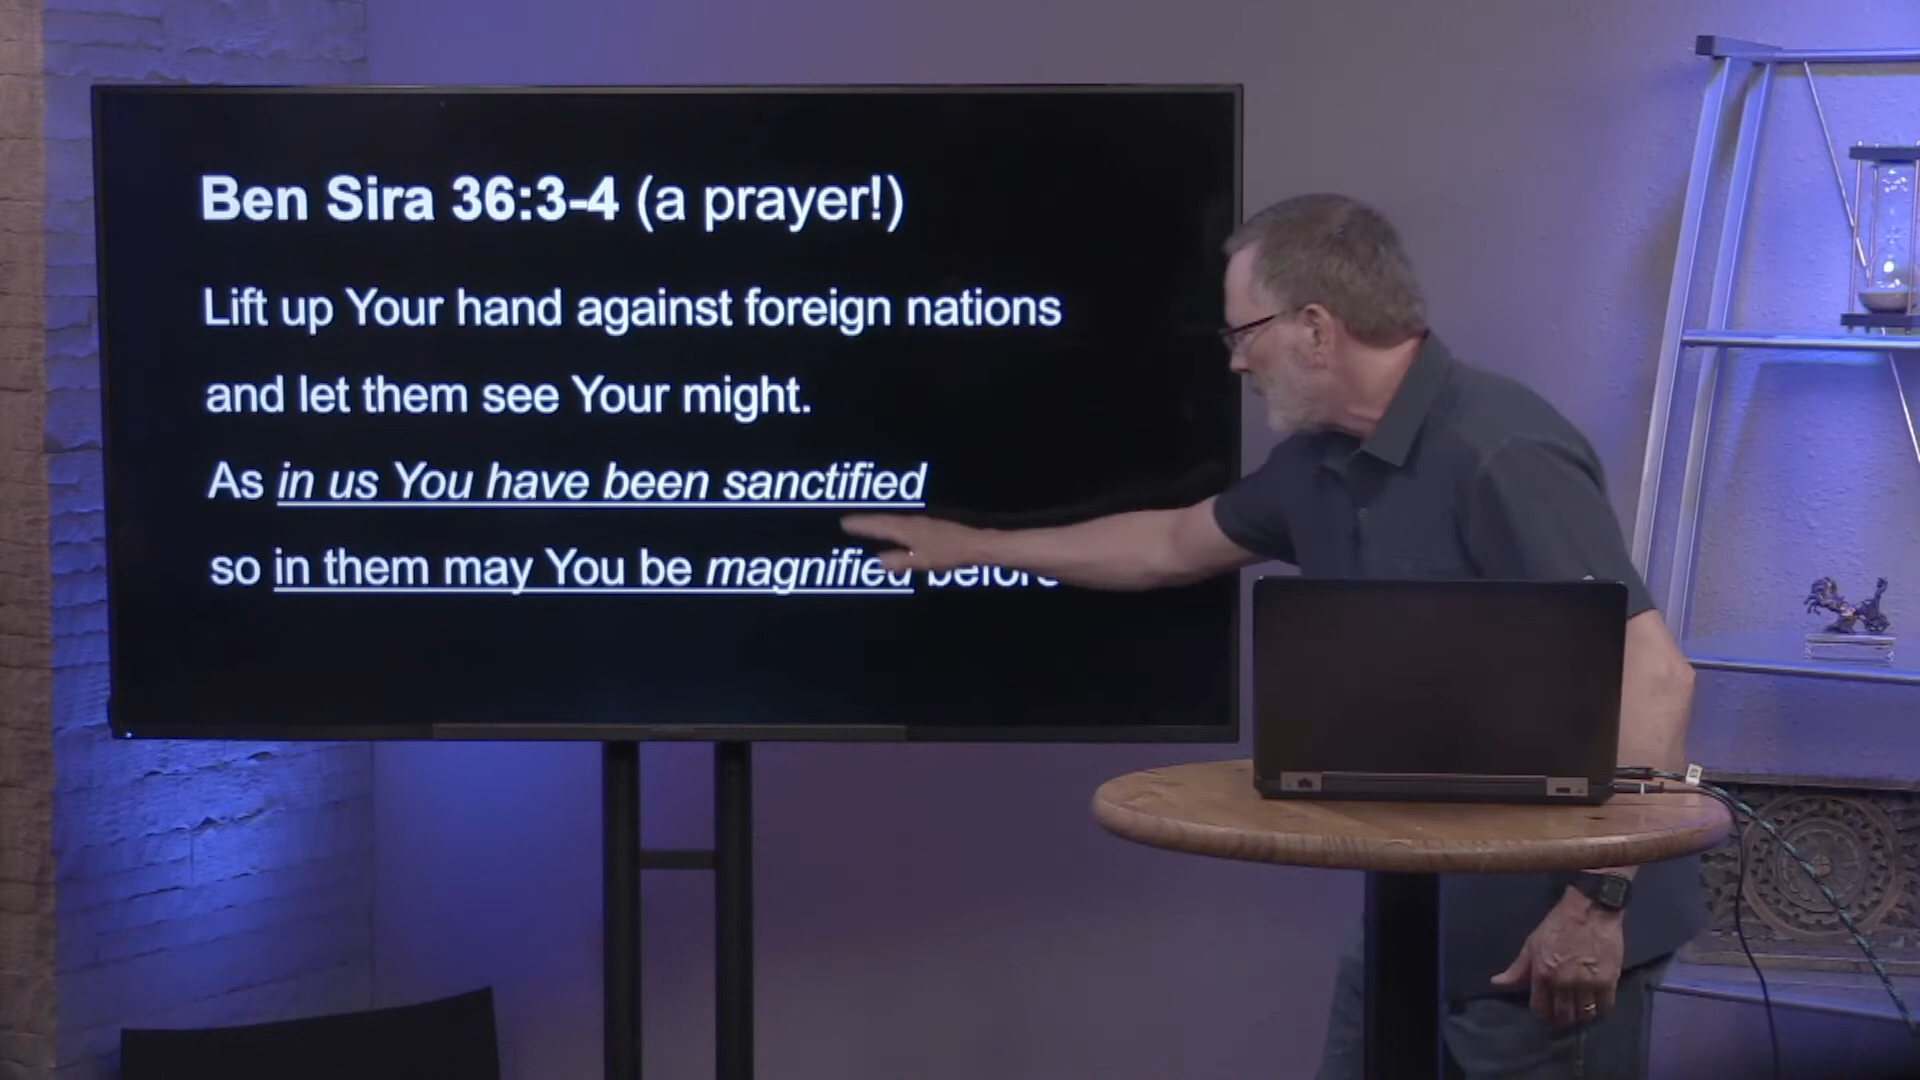 Ben Sira 36:3-4 (a prayer!)
Lift up Your hand against foreign nations
and let them see Your might.
As in us You have been sanctified
so in them may You be magnified before